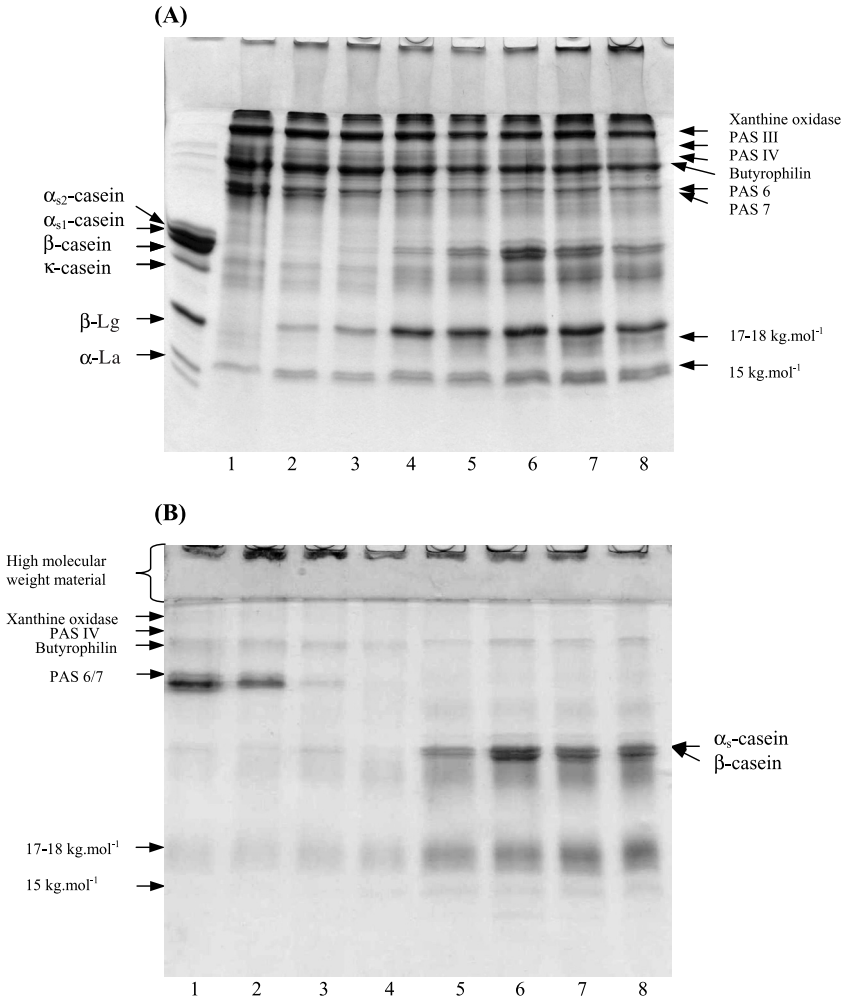 (A)
Xanthine oxidase
PAS III
PAS IV
Butyrophilin
PAS 6
PAS 7
αs2-casein
αs1-casein
β-casein
κ-casein
β-Lg
α-La
17-18 kg.mol-1
15 kg.mol-1
1 2 3 4 5 6 7 8
(B)
High molecular
weight material
Xanthine oxidase
PAS IV
Butyrophilin
PAS 6/7
αs-casein
β-casein
17-18 kg.mol-1
15 kg.mol-1
1 2 3 4 5 6 7 8